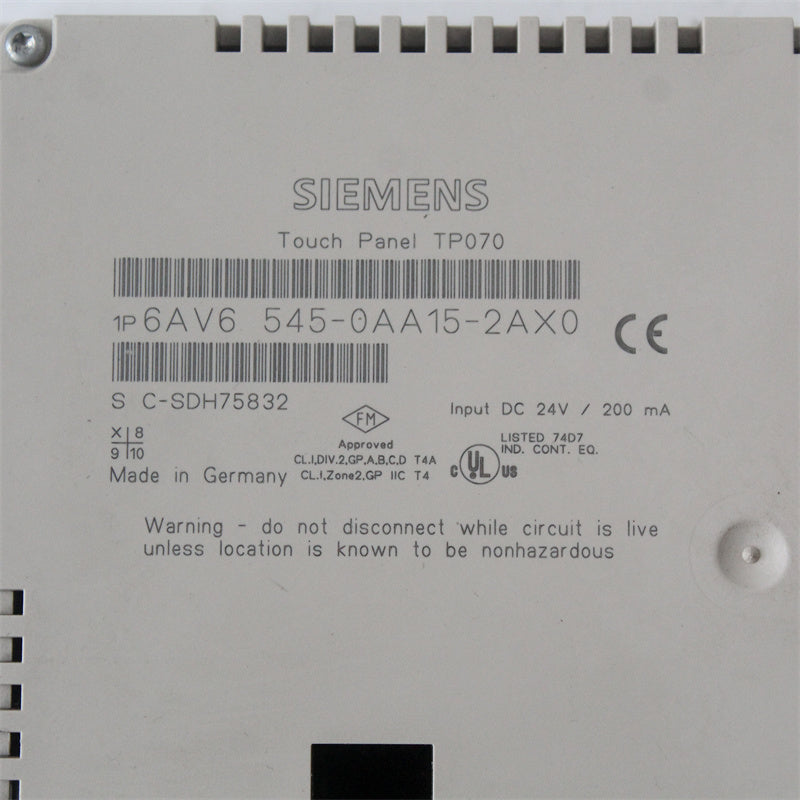 SIEMENS
Touch Panel TP070
1P 6AV6 545-0AA15-2AX0
CE
S C-SDH75832
FM
Approved
CL.I,DIV.2,GP.A,B,C,D T4A
CL.I,Zone2,GP IIC T4
Input DC 24V / 200 mA
LISTED 74D7
IND. CONT. EQ.
c UL US
X 8
9 10
Made in Germany
Warning - do not disconnect while circuit is live
unless location is known to be nonhazardous